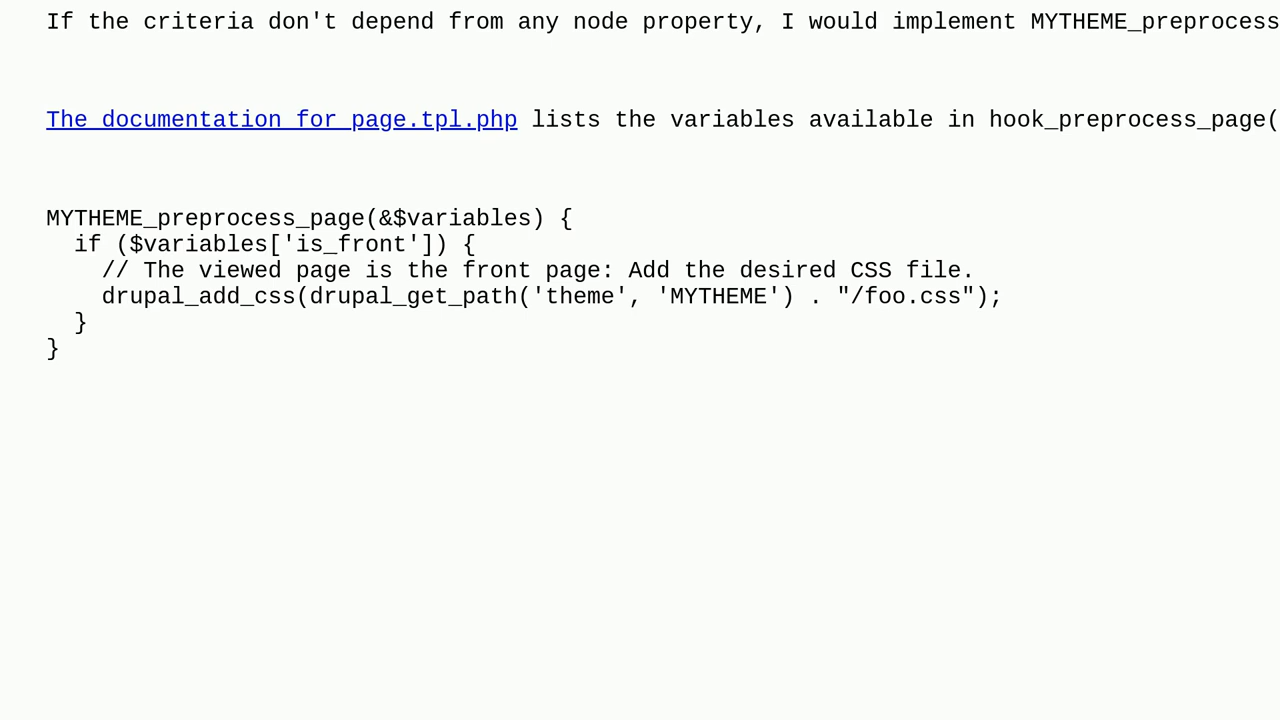 If the criteria don't depend from any node property, I would implement MYTHEME_preprocess
The documentation for page.tpl.php lists the variables available in hook_preprocess_page(
MYTHEME_preprocess_page(&$variables) {
  if ($variables['is_front']) {
    // The viewed page is the front page: Add the desired CSS file.
    drupal_add_css(drupal_get_path('theme', 'MYTHEME') . "/foo.css");
  }
}